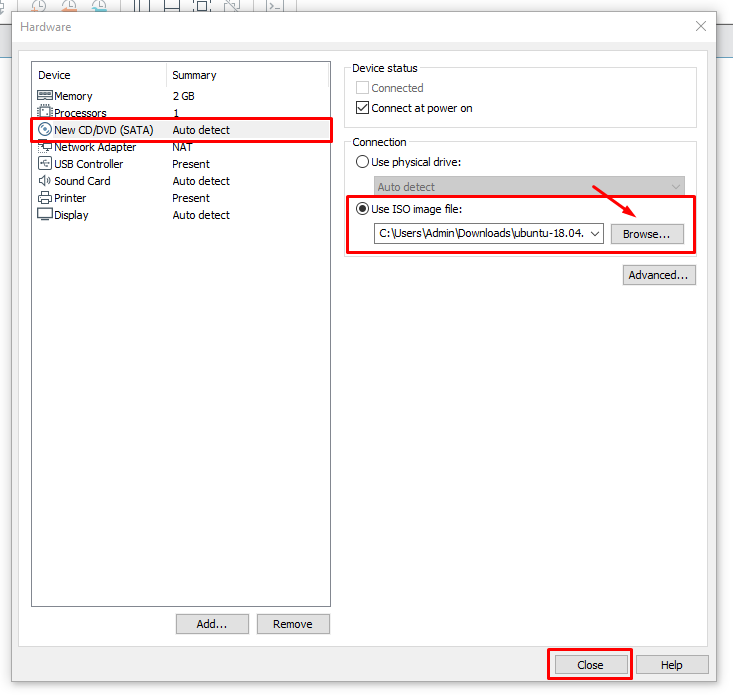 Hardware
Device Summary
Memory 2 GB
Processors 1
New CD/DVD (SATA) Auto detect
Network Adapter NAT
USB Controller Present
Sound Card Auto detect
Printer Present
Display Auto detect
Add... Remove
Device status
Connected
Connect at power on
Connection
Use physical drive:
Auto detect
Use ISO image file:
C:\Users\Admin\Downloads\ubuntu-18.04. Browse...
Advanced...
Close Help